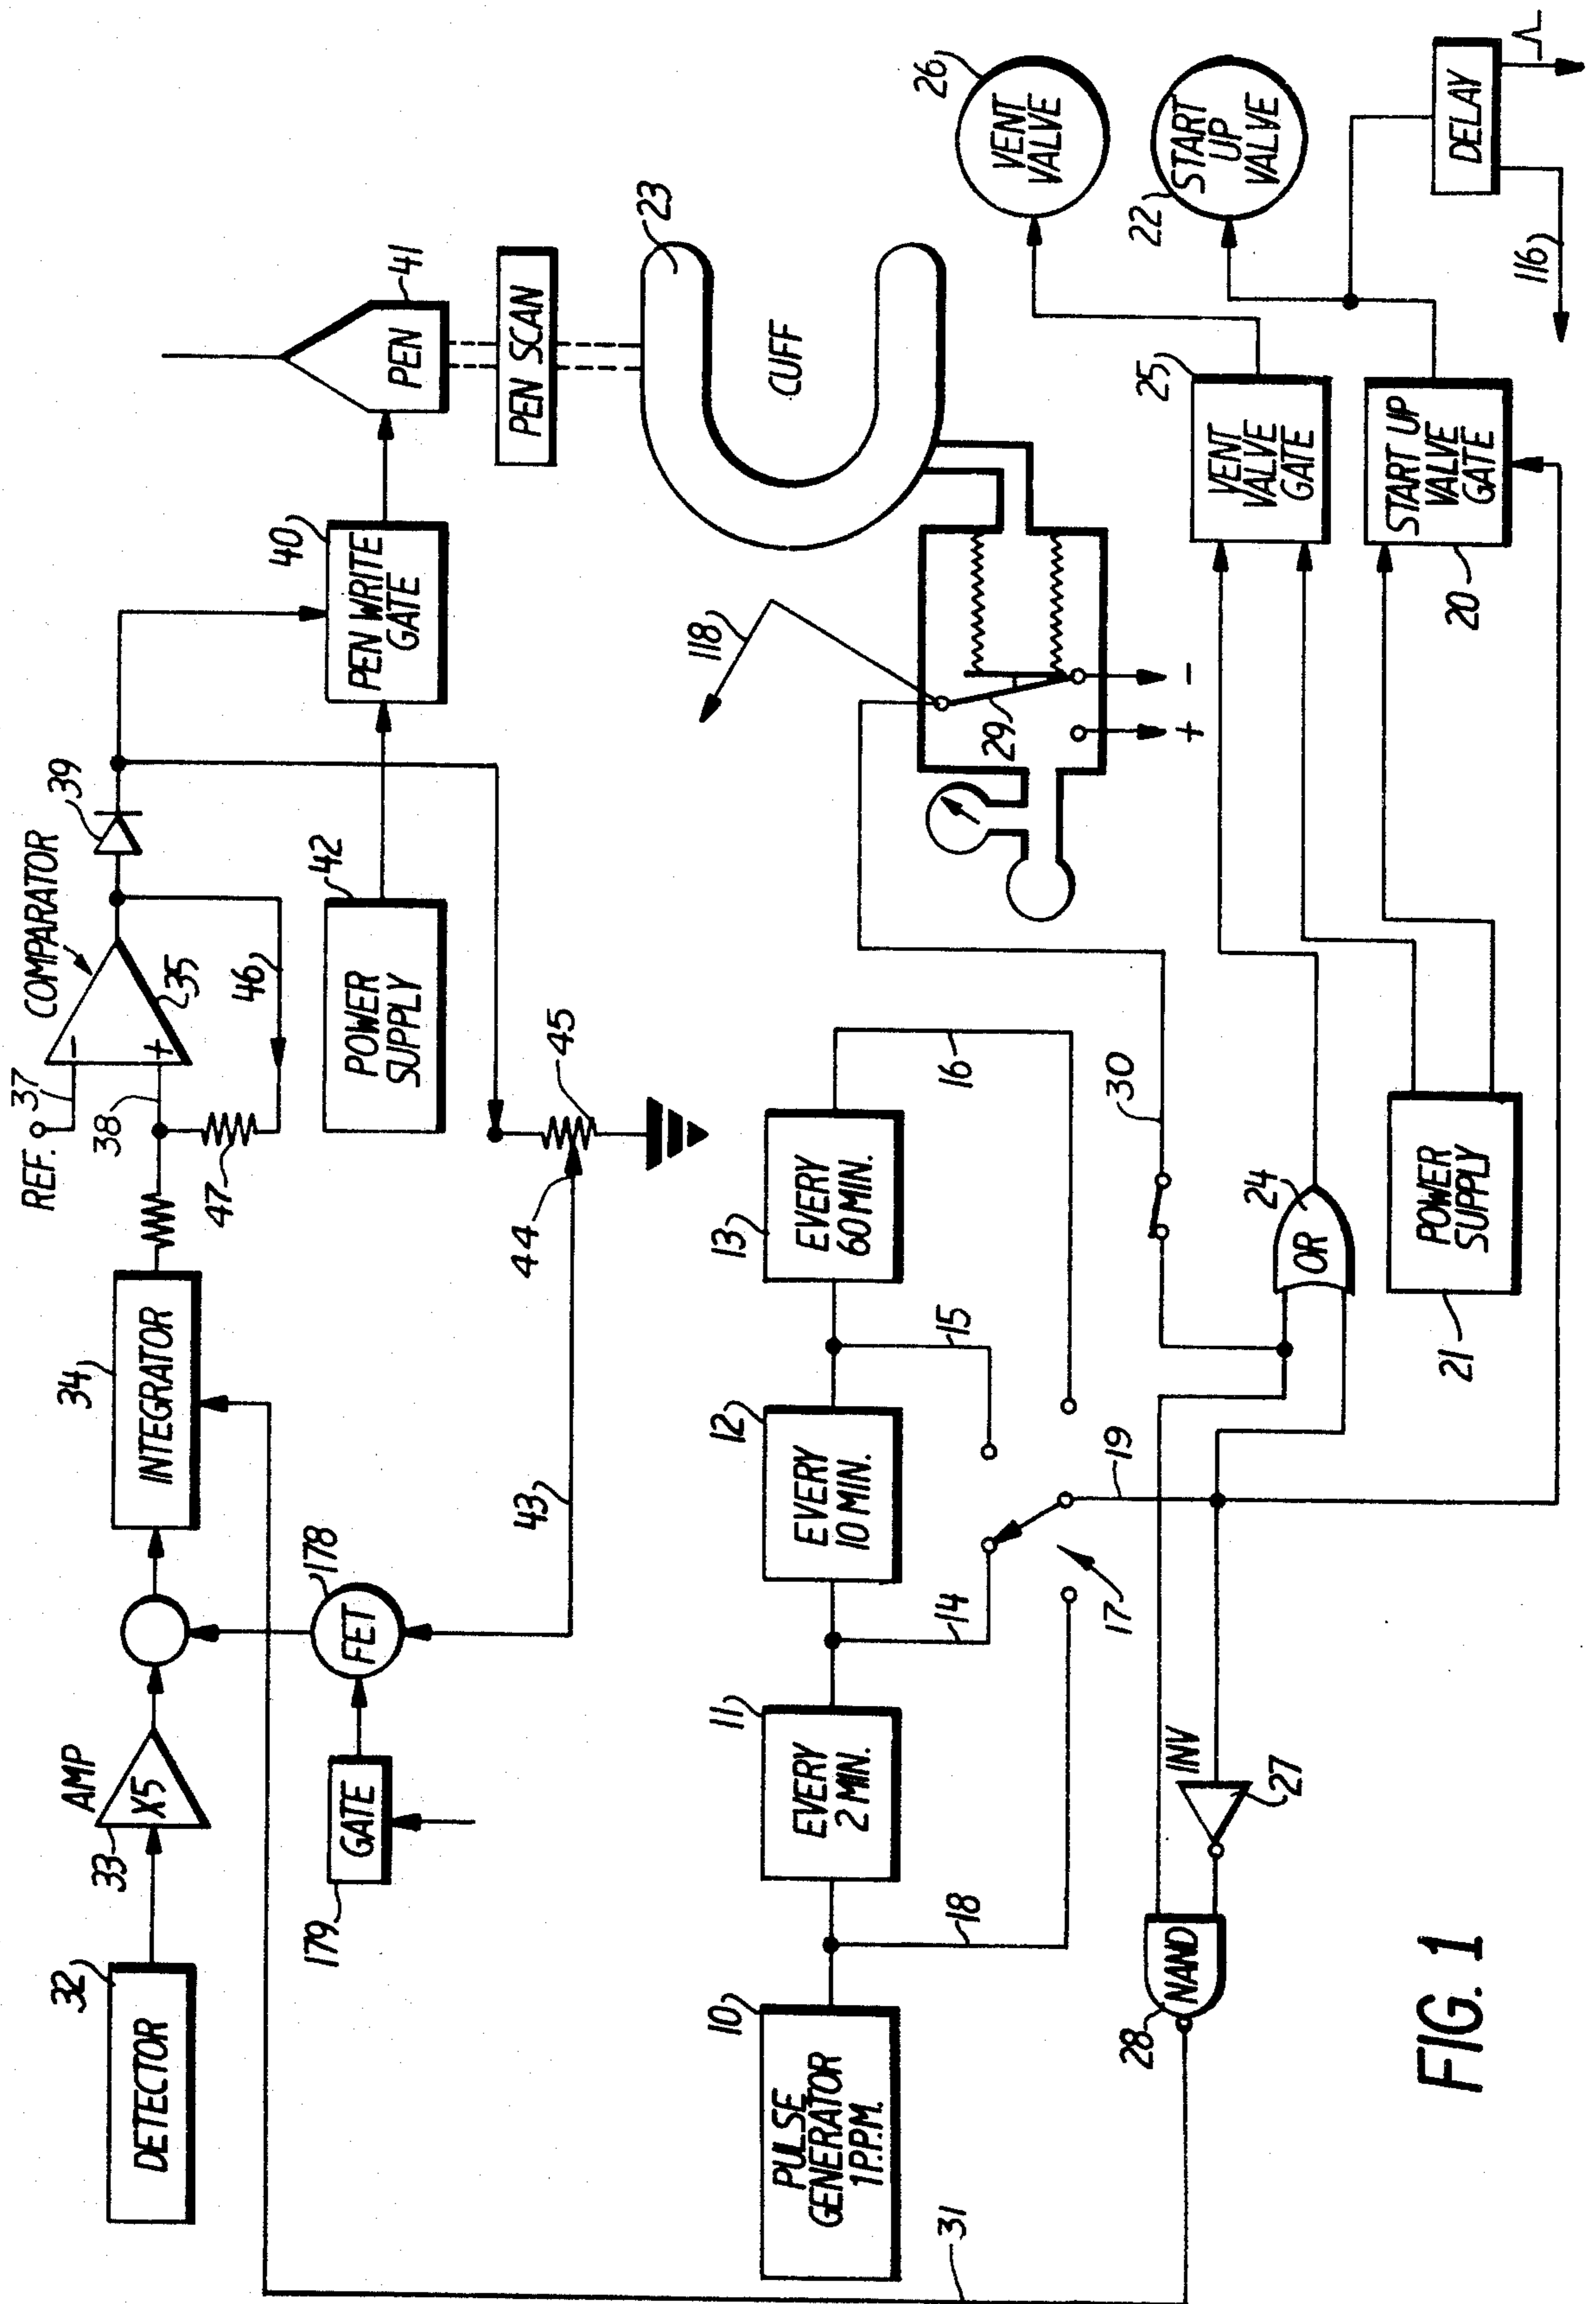 32
DETECTOR
AMP
X5
33
34
INTEGRATOR
REF.
37
38
COMPARATOR
-
+
35
39
46
47
40
PEN WRITE
GATE
41
PEN
PEN SCAN
42
POWER
SUPPLY
178
FET
179
GATE
43
44
45
23
CUFF
118
29
+
-
10
PULSE
GENERATOR
1 P.P.M.
11
EVERY
2 MIN.
12
EVERY
10 MIN.
13
EVERY
60 MIN.
14
15
16
17
18
19
30
31
28
NAND
INV
27
24
OR
21
POWER
SUPPLY
25
VENT
VALVE
GATE
20
START UP
VALVE
GATE
26
VENT
VALVE
22
START
UP
VALVE
DELAY
116
FIG. 1